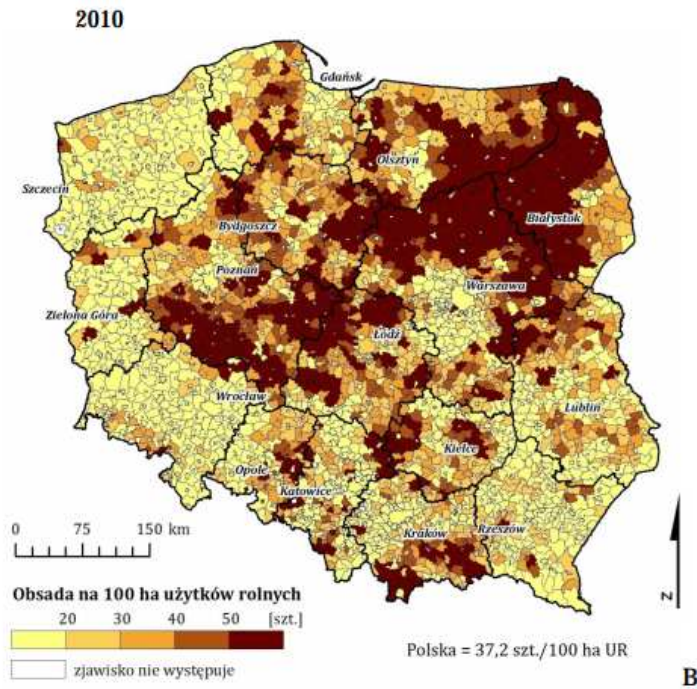 2010
Gdańsk
Olsztyn
Szczecin
Białystok
Bydgoszcz
Poznań
Warszawa
Zielona Góra
Łódź
Wrocław
Lublin
Kielce
Opole
Katowice
Kraków
Rzeszów
0 75 150 km
N
Obsada na 100 ha użytków rolnych
20 30 40 50 [szt.]
zjawisko nie występuje
Polska = 37,2 szt./100 ha UR
B